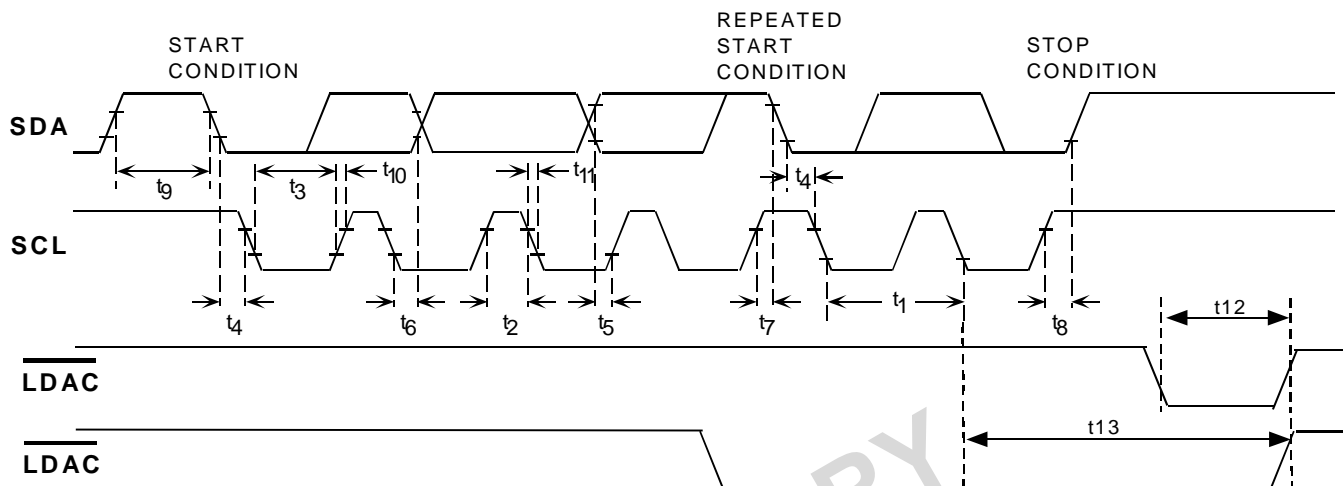 REPEATED
START
CONDITION
START
CONDITION
STOP
CONDITION
SDA
t9
t3
t10
t11
t4
SCL
t4
t6
t2
t5
t7
t1
t8
t12
LDAC
t13
LDAC